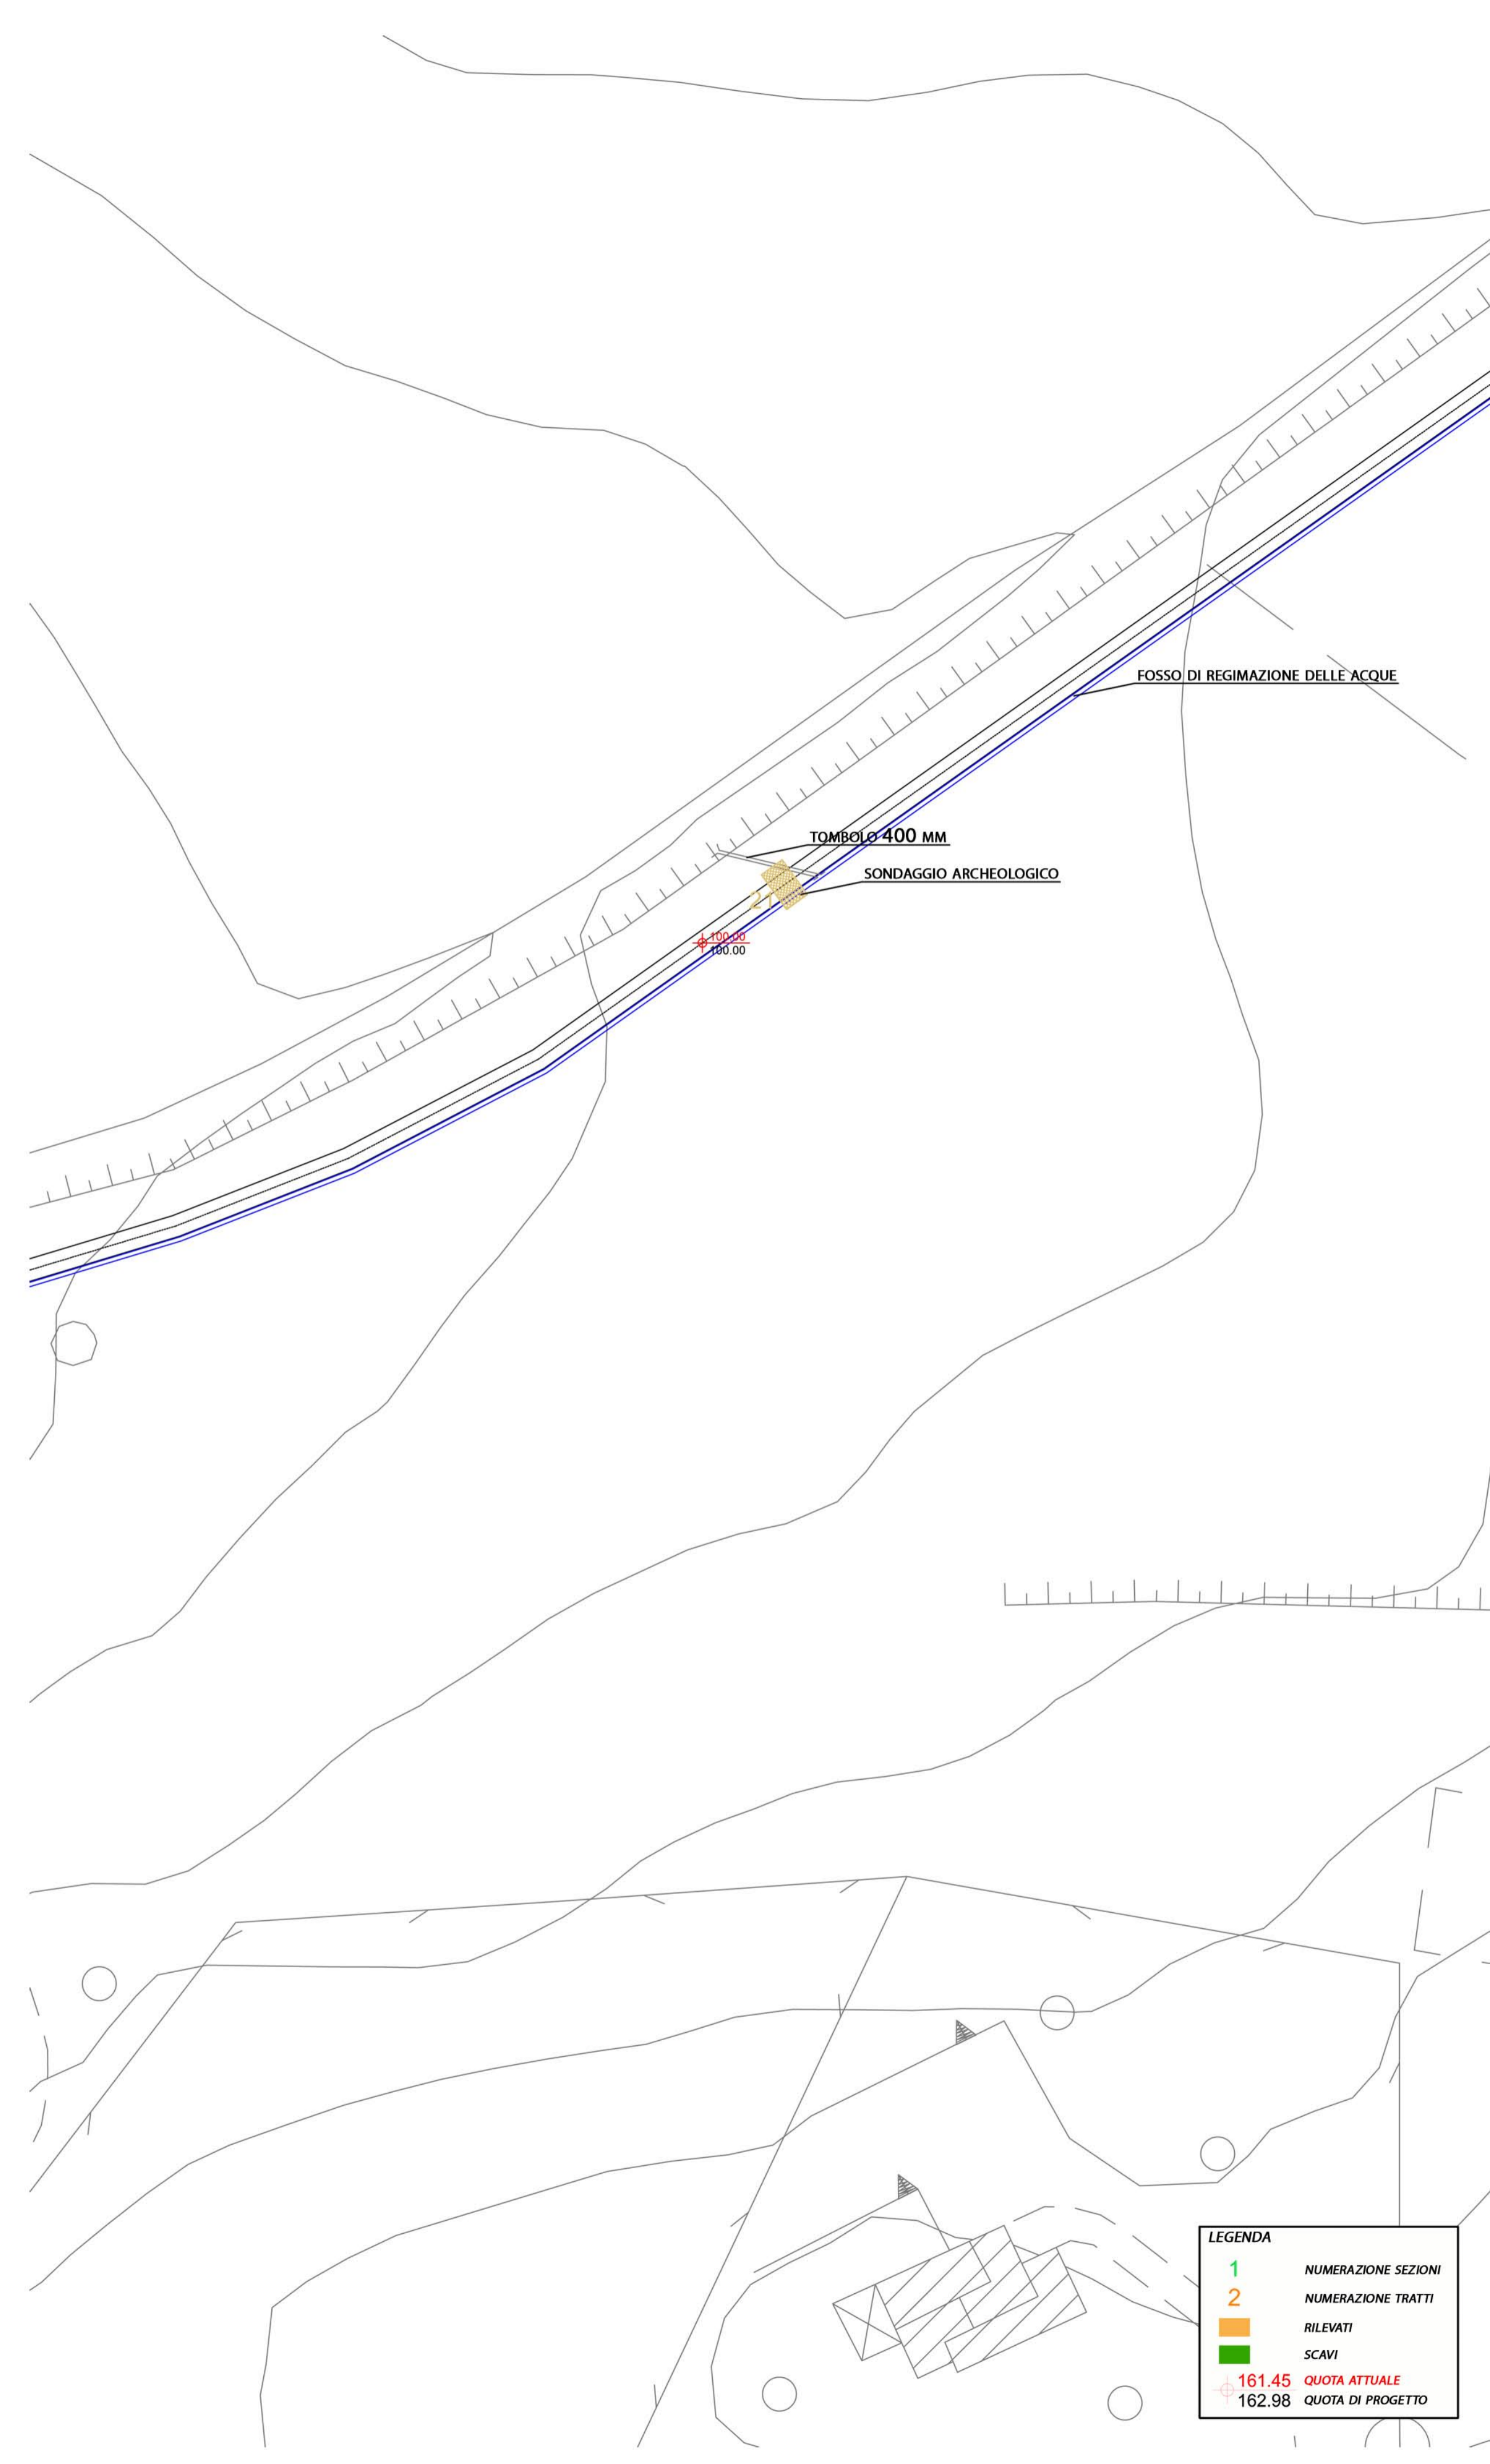 FOSSO DI REGIMAZIONE DELLE ACQUE
TOMBOLO 400 MM
SONDAGGIO ARCHEOLOGICO
21
100.00
100.00
LEGENDA
1 NUMERAZIONE SEZIONI
2 NUMERAZIONE TRATTI
RILEVATI
SCAVI
161.45 QUOTA ATTUALE
162.98 QUOTA DI PROGETTO